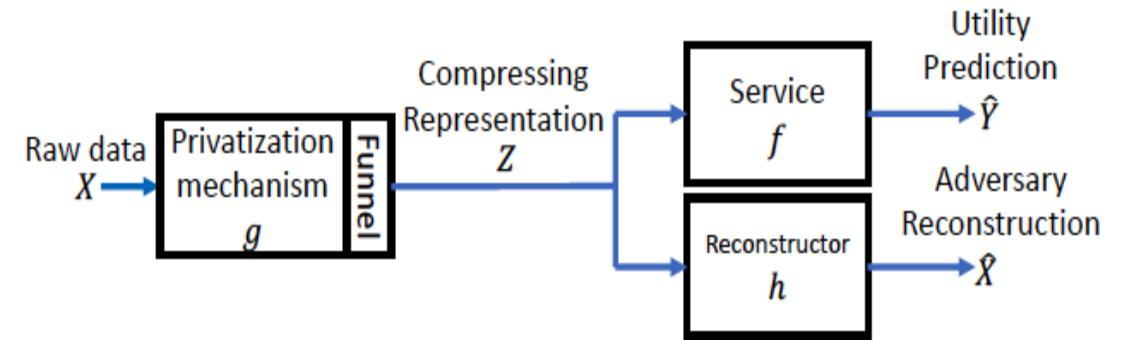 Raw data
X
Privatization
mechanism
g
Funnel
Compressing
Representation
Z
Service
f
Utility
Prediction
Ŷ
Reconstructor
h
Adversary
Reconstruction
X̂